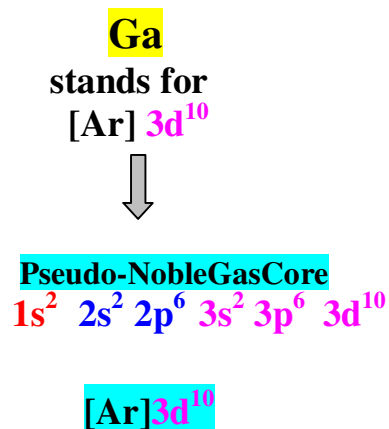 Ga
stands for
[Ar] 3d¹⁰
Pseudo-NobleGasCore
1s² 2s² 2p⁶ 3s² 3p⁶ 3d¹⁰
[Ar]3d¹⁰